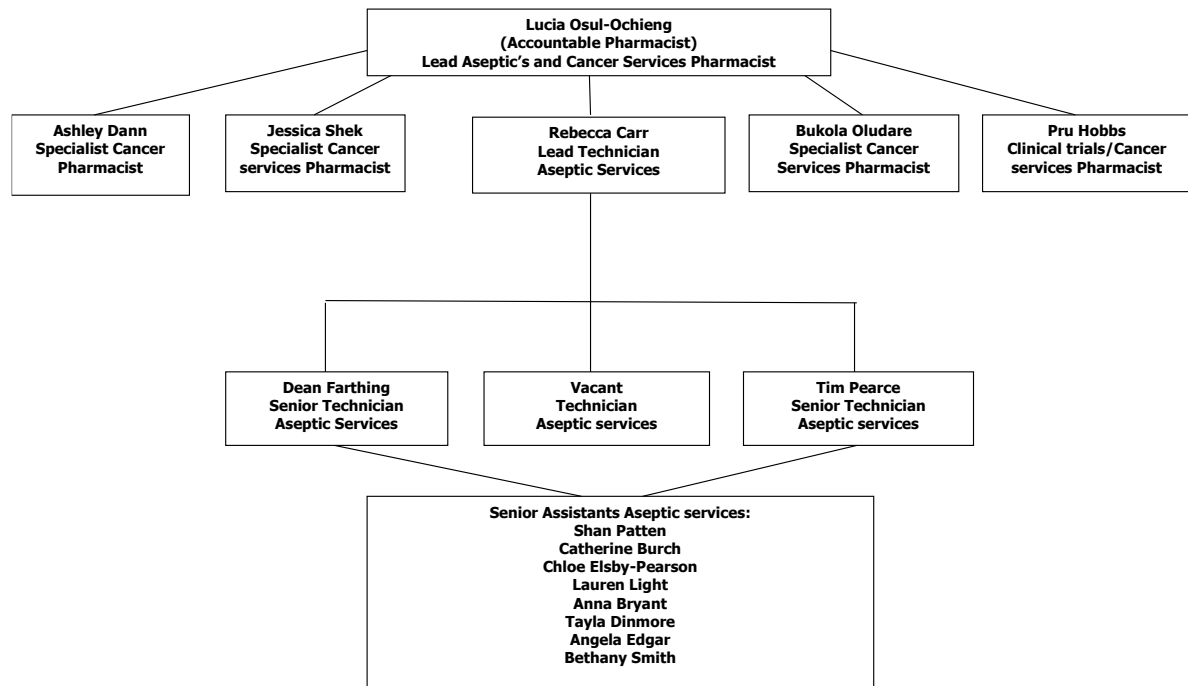 Lucia Osul-Ochieng
(Accountable Pharmacist)
Lead Aseptic’s and Cancer Services Pharmacist
Ashley Dann
Specialist Cancer
Pharmacist
Jessica Shek
Specialist Cancer
services Pharmacist
Rebecca Carr
Lead Technician
Aseptic Services
Bukola Oludare
Specialist Cancer
Services Pharmacist
Pru Hobbs
Clinical trials/Cancer
services Pharmacist
Dean Farthing
Senior Technician
Aseptic Services
Vacant
Technician
Aseptic services
Tim Pearce
Senior Technician
Aseptic services
Senior Assistants Aseptic services:
Shan Patten
Catherine Burch
Chloe Elsby-Pearson
Lauren Light
Anna Bryant
Tayla Dinmore
Angela Edgar
Bethany Smith